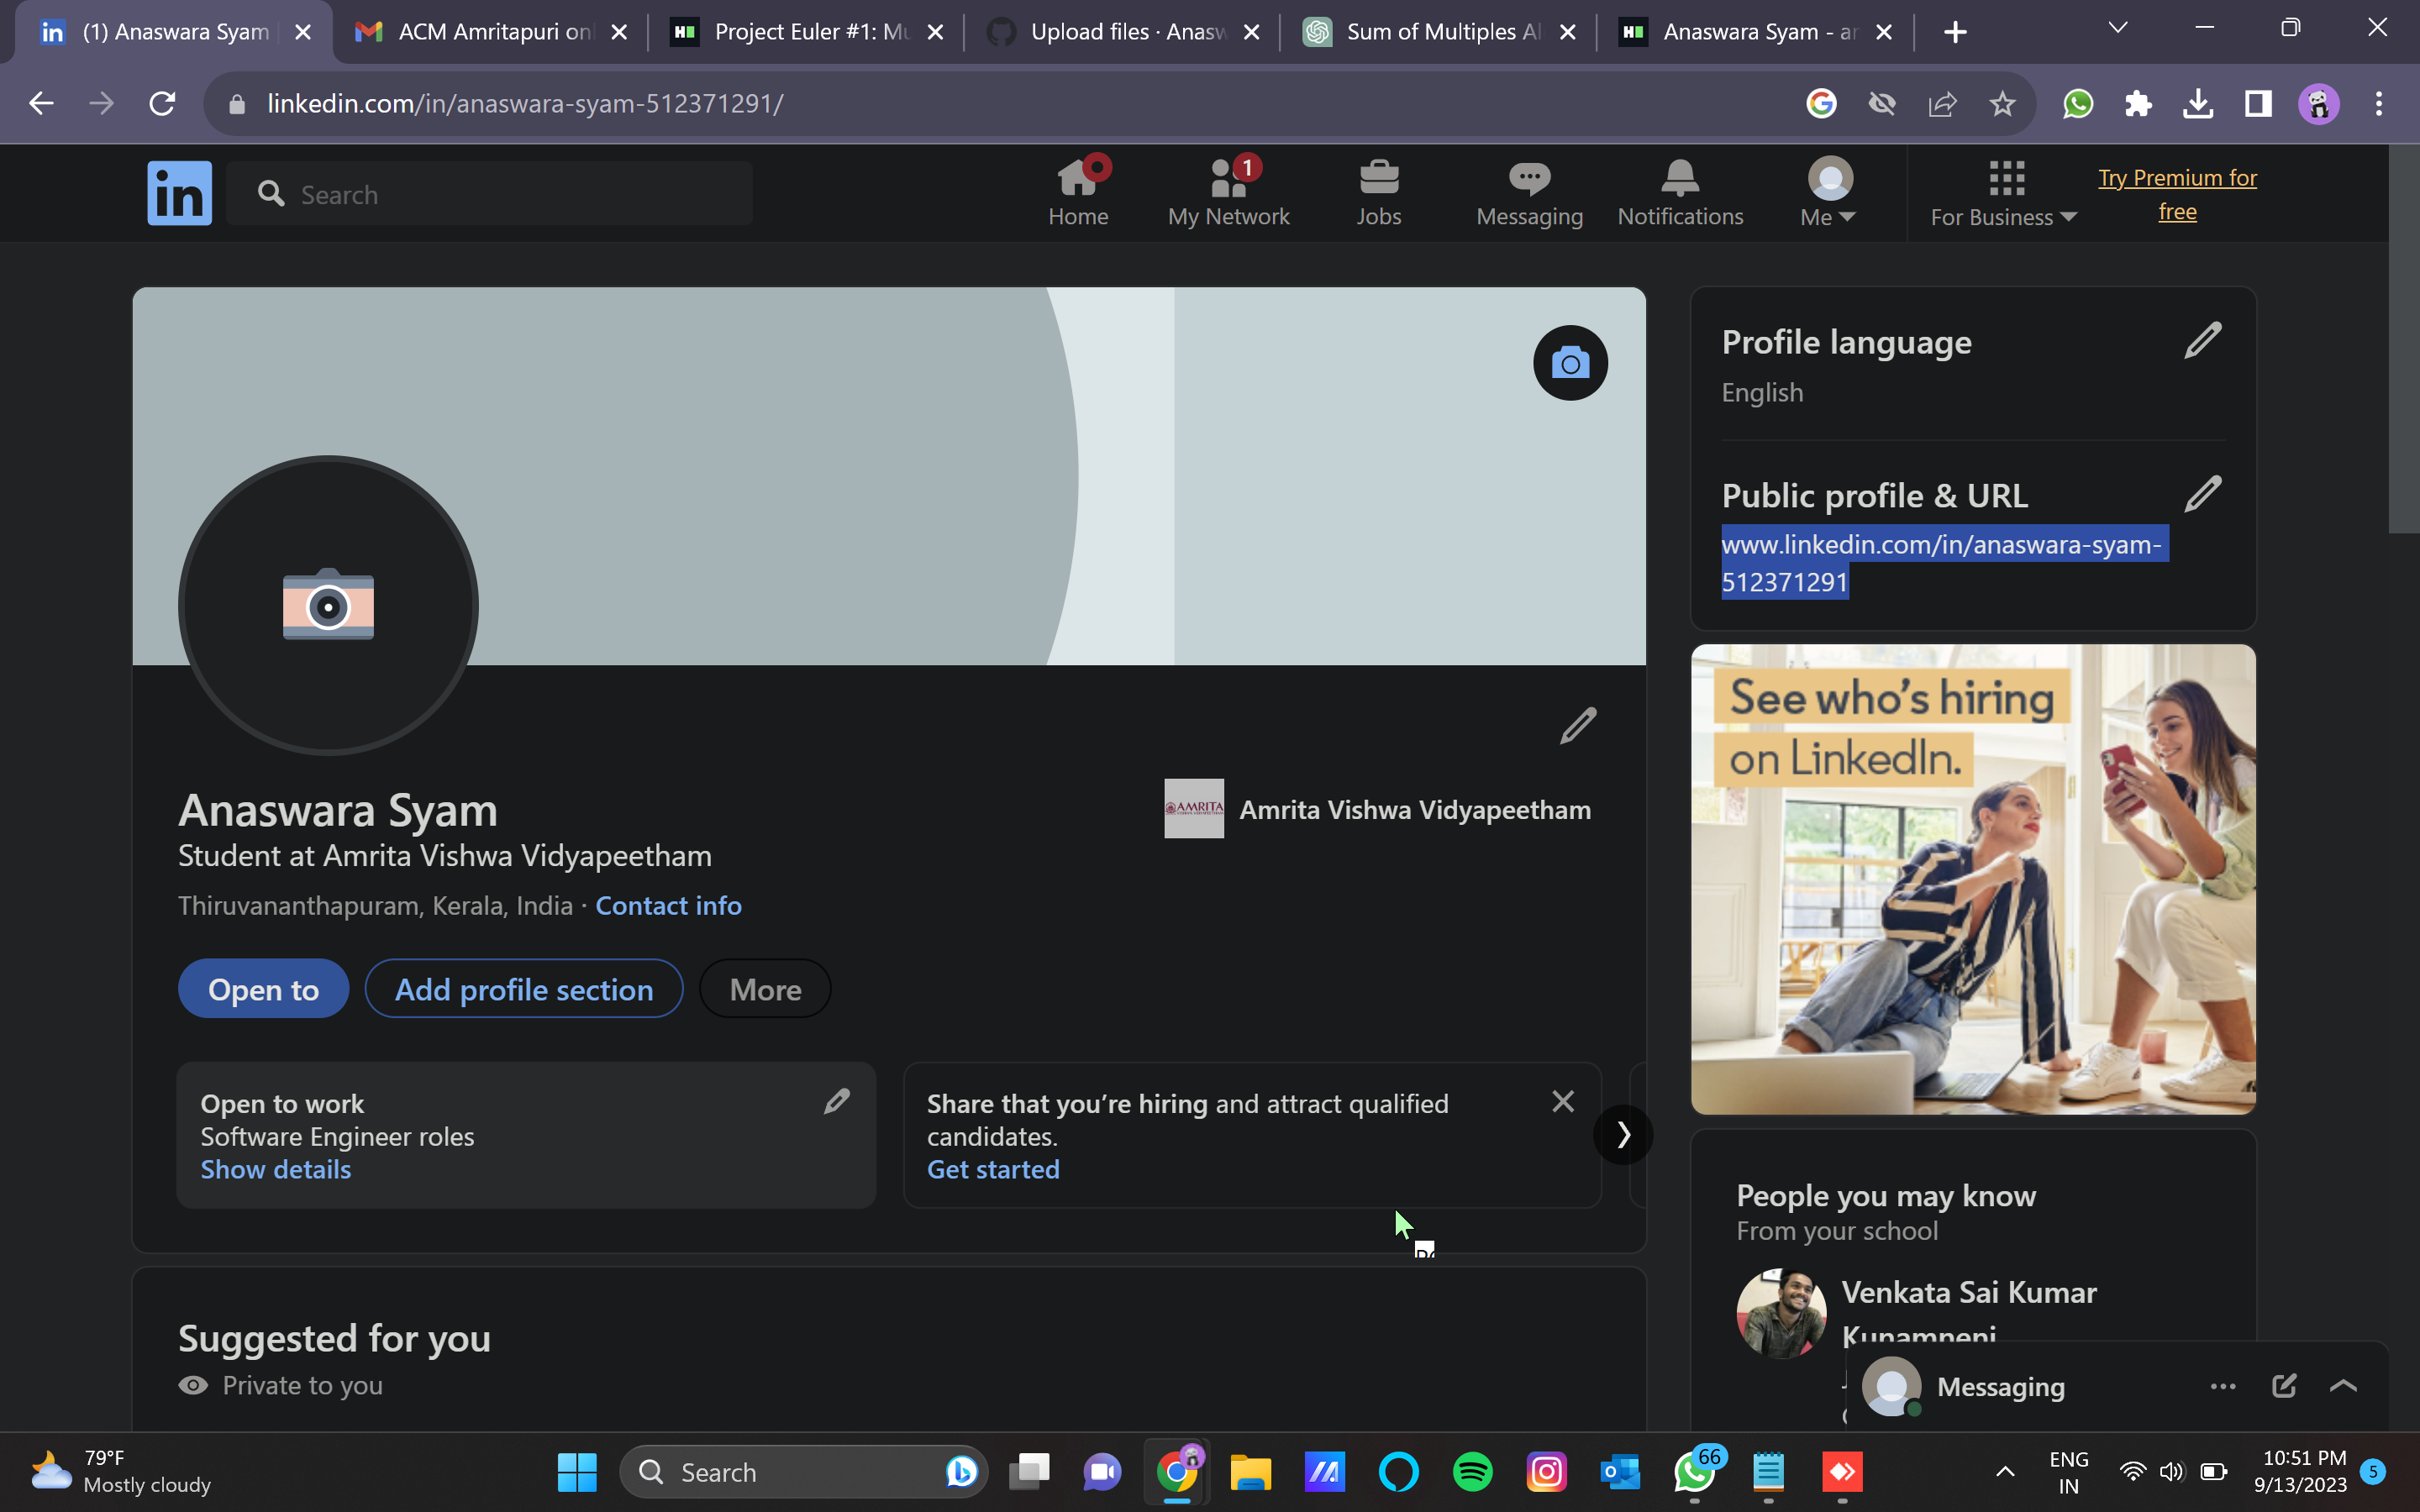 (1) Anaswara Syam
ACM Amritapuri onl
Project Euler #1: Mu
Upload files · Anasw
Sum of Multiples Al
Anaswara Syam - an
linkedin.com/in/anaswara-syam-512371291/
in
Search
Home
1
My Network
Jobs
Messaging
Notifications
Me
For Business
Try Premium for
free
Profile language
English
Public profile & URL
www.linkedin.com/in/anaswara-syam-
512371291
See who's hiring
on LinkedIn.
Anaswara Syam
Student at Amrita Vishwa Vidyapeetham
Thiruvananthapuram, Kerala, India · Contact info
AMRITA
Amrita Vishwa Vidyapeetham
Open to
Add profile section
More
Open to work
Software Engineer roles
Show details
Share that you're hiring and attract qualified
candidates.
Get started
Suggested for you
Private to you
People you may know
From your school
Venkata Sai Kumar
Kunampneni
Messaging
79°F
Mostly cloudy
Search
66
ENG
IN
10:51 PM
9/13/2023
5